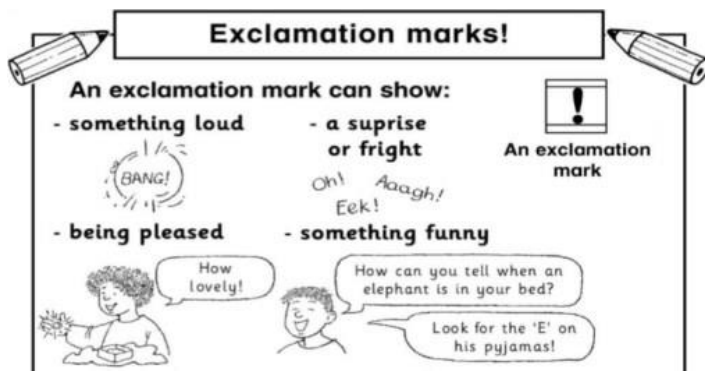 Exclamation marks!
An exclamation mark can show:
- something loud
BANG!
- a suprise
or fright
Oh!
Aaagh!
Eek!
!
An exclamation
mark
- being pleased
How
lovely!
- something funny
How can you tell when an
elephant is in your bed?
Look for the 'E' on
his pyjamas!